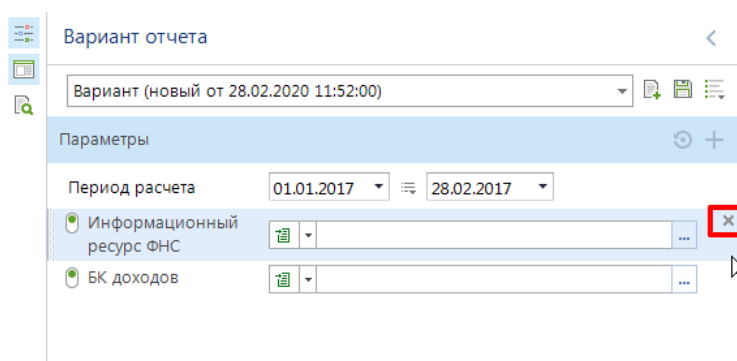 Вариант отчета
Вариант (новый от 28.02.2020 11:52:00)
Параметры
Период расчета 01.01.2017 28.02.2017
Информационный
ресурс ФНС
...
БК доходов
...